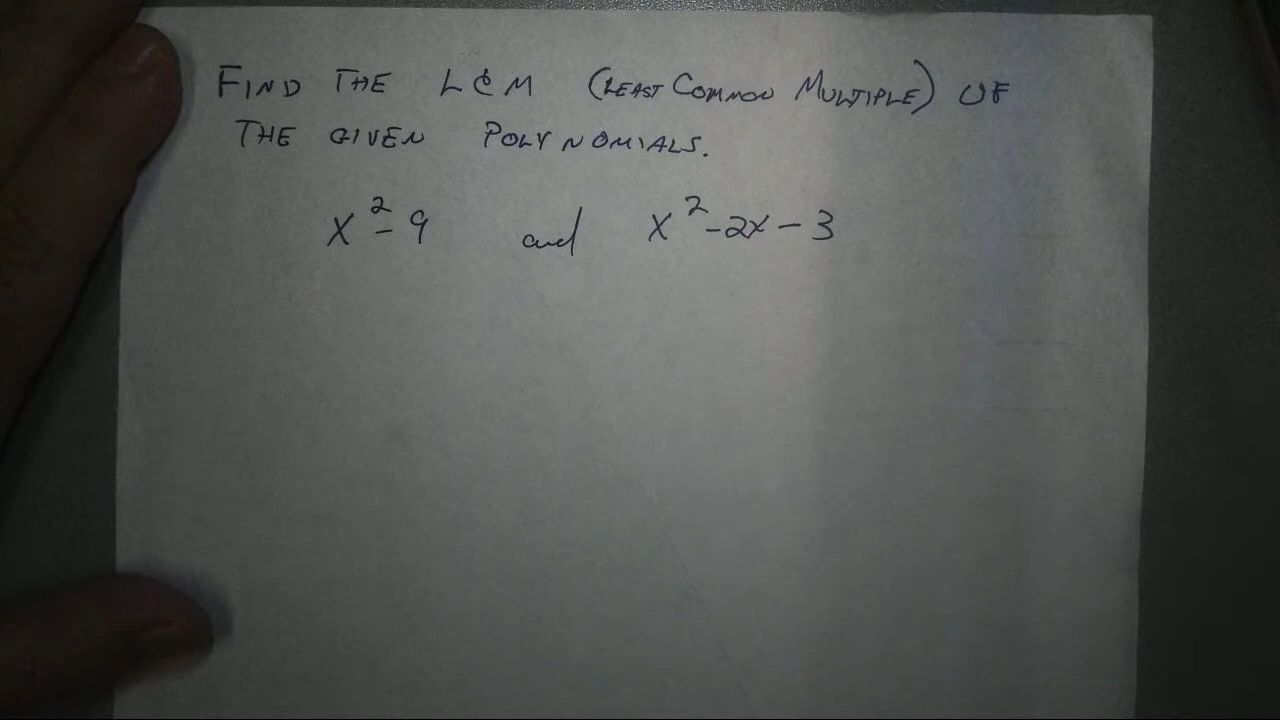 FIND THE LCM (LEAST COMMON MULTIPLE) OF
THE GIVEN POLYNOMIALS.
x² - 9 and x² - 2x - 3